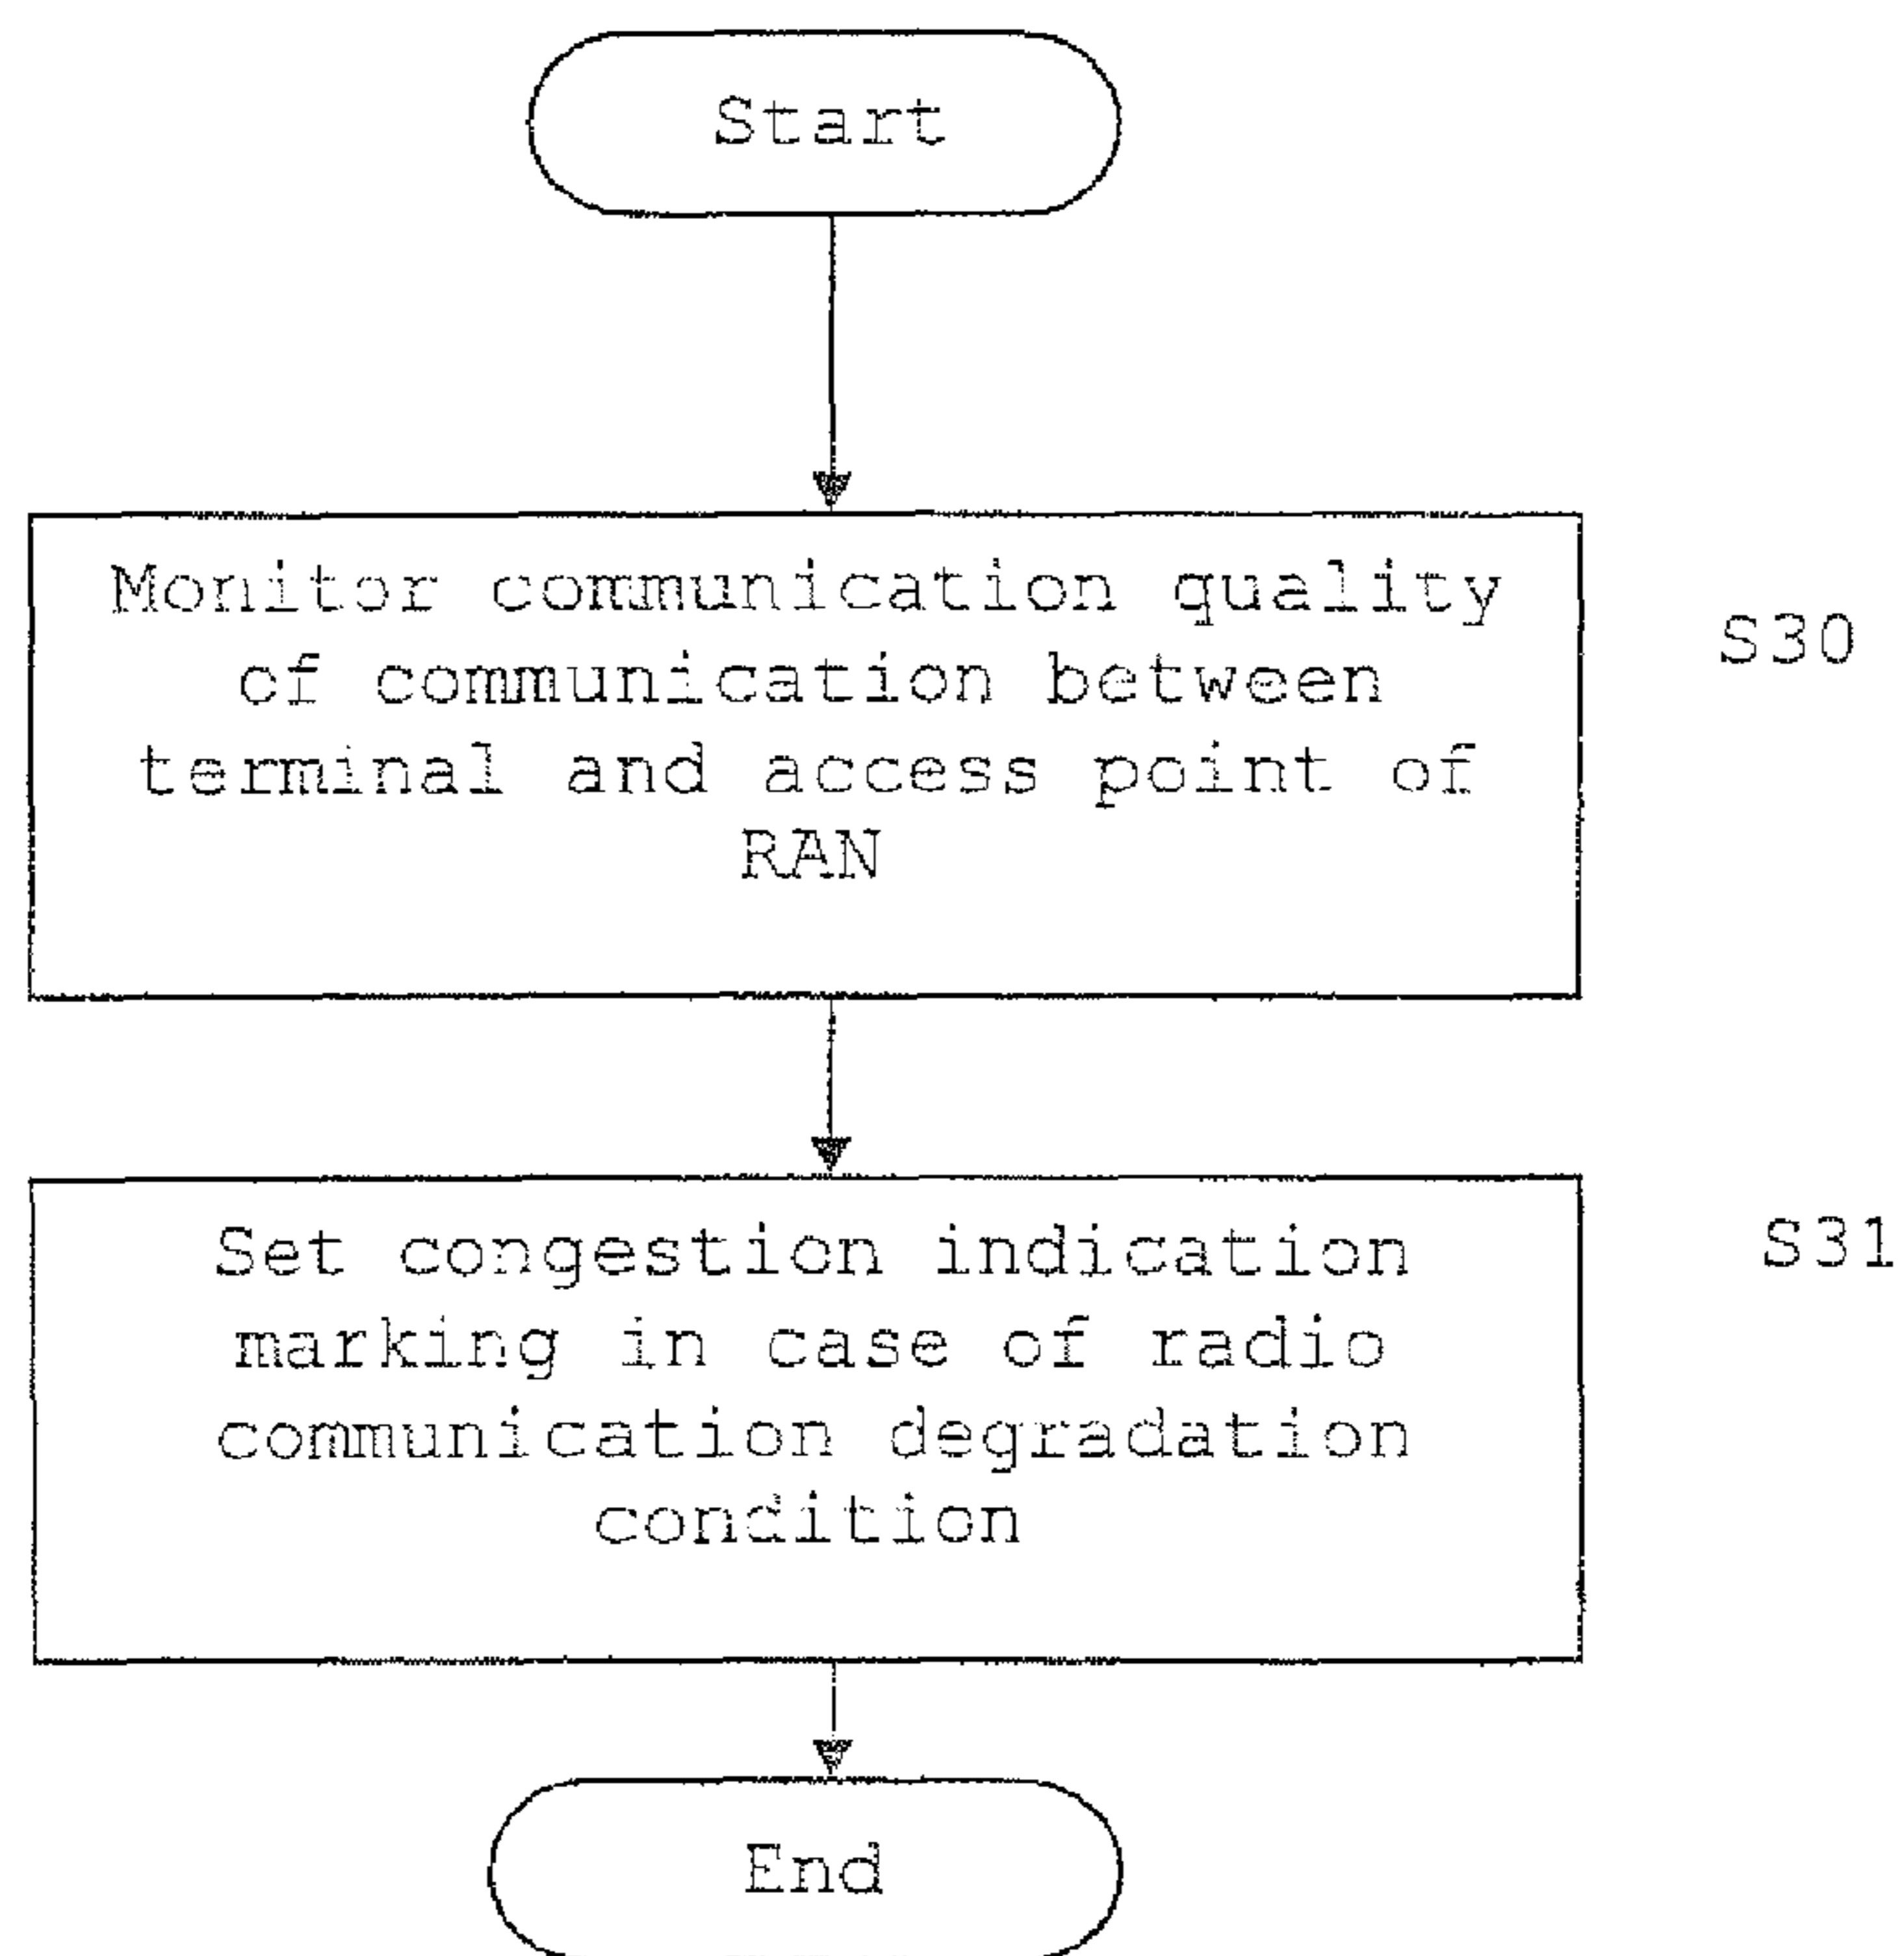 Start
Monitor communication quality
of communication between
terminal and access point of
RAN
S30
Set congestion indication
marking in case of radio
communication degradation
condition
S31
End